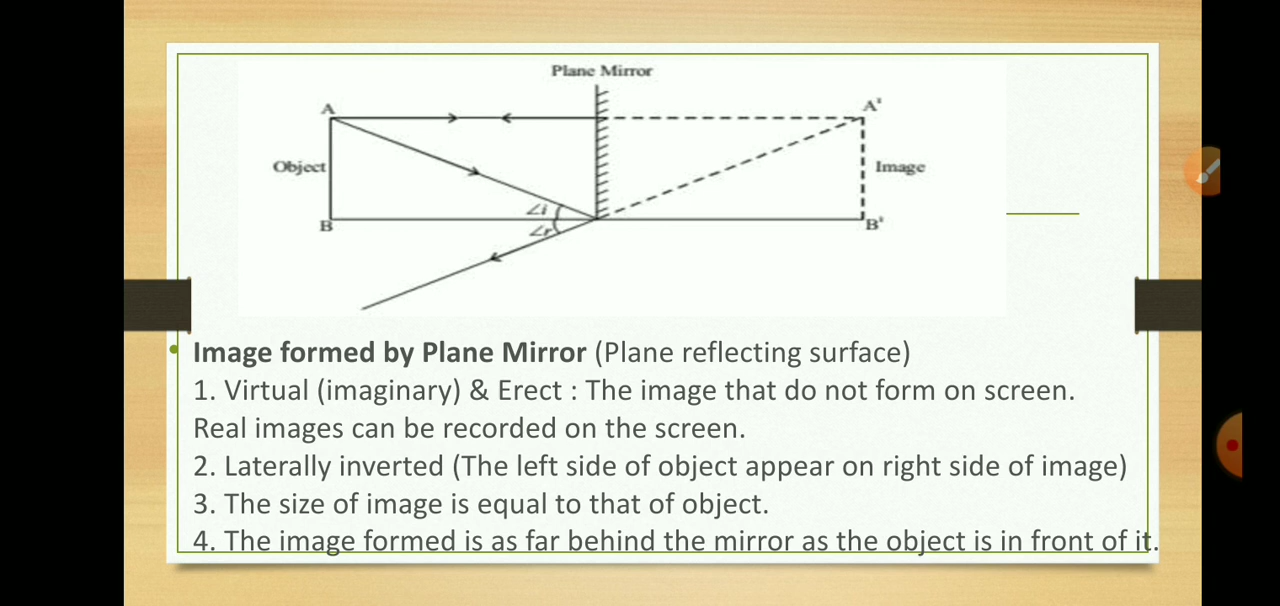 Plane Mirror
A
A'
Object
Image
∠i
B
∠r
B'
• Image formed by Plane Mirror (Plane reflecting surface)
1. Virtual (imaginary) & Erect : The image that do not form on screen.
Real images can be recorded on the screen.
2. Laterally inverted (The left side of object appear on right side of image)
3. The size of image is equal to that of object.
4. The image formed is as far behind the mirror as the object is in front of it.